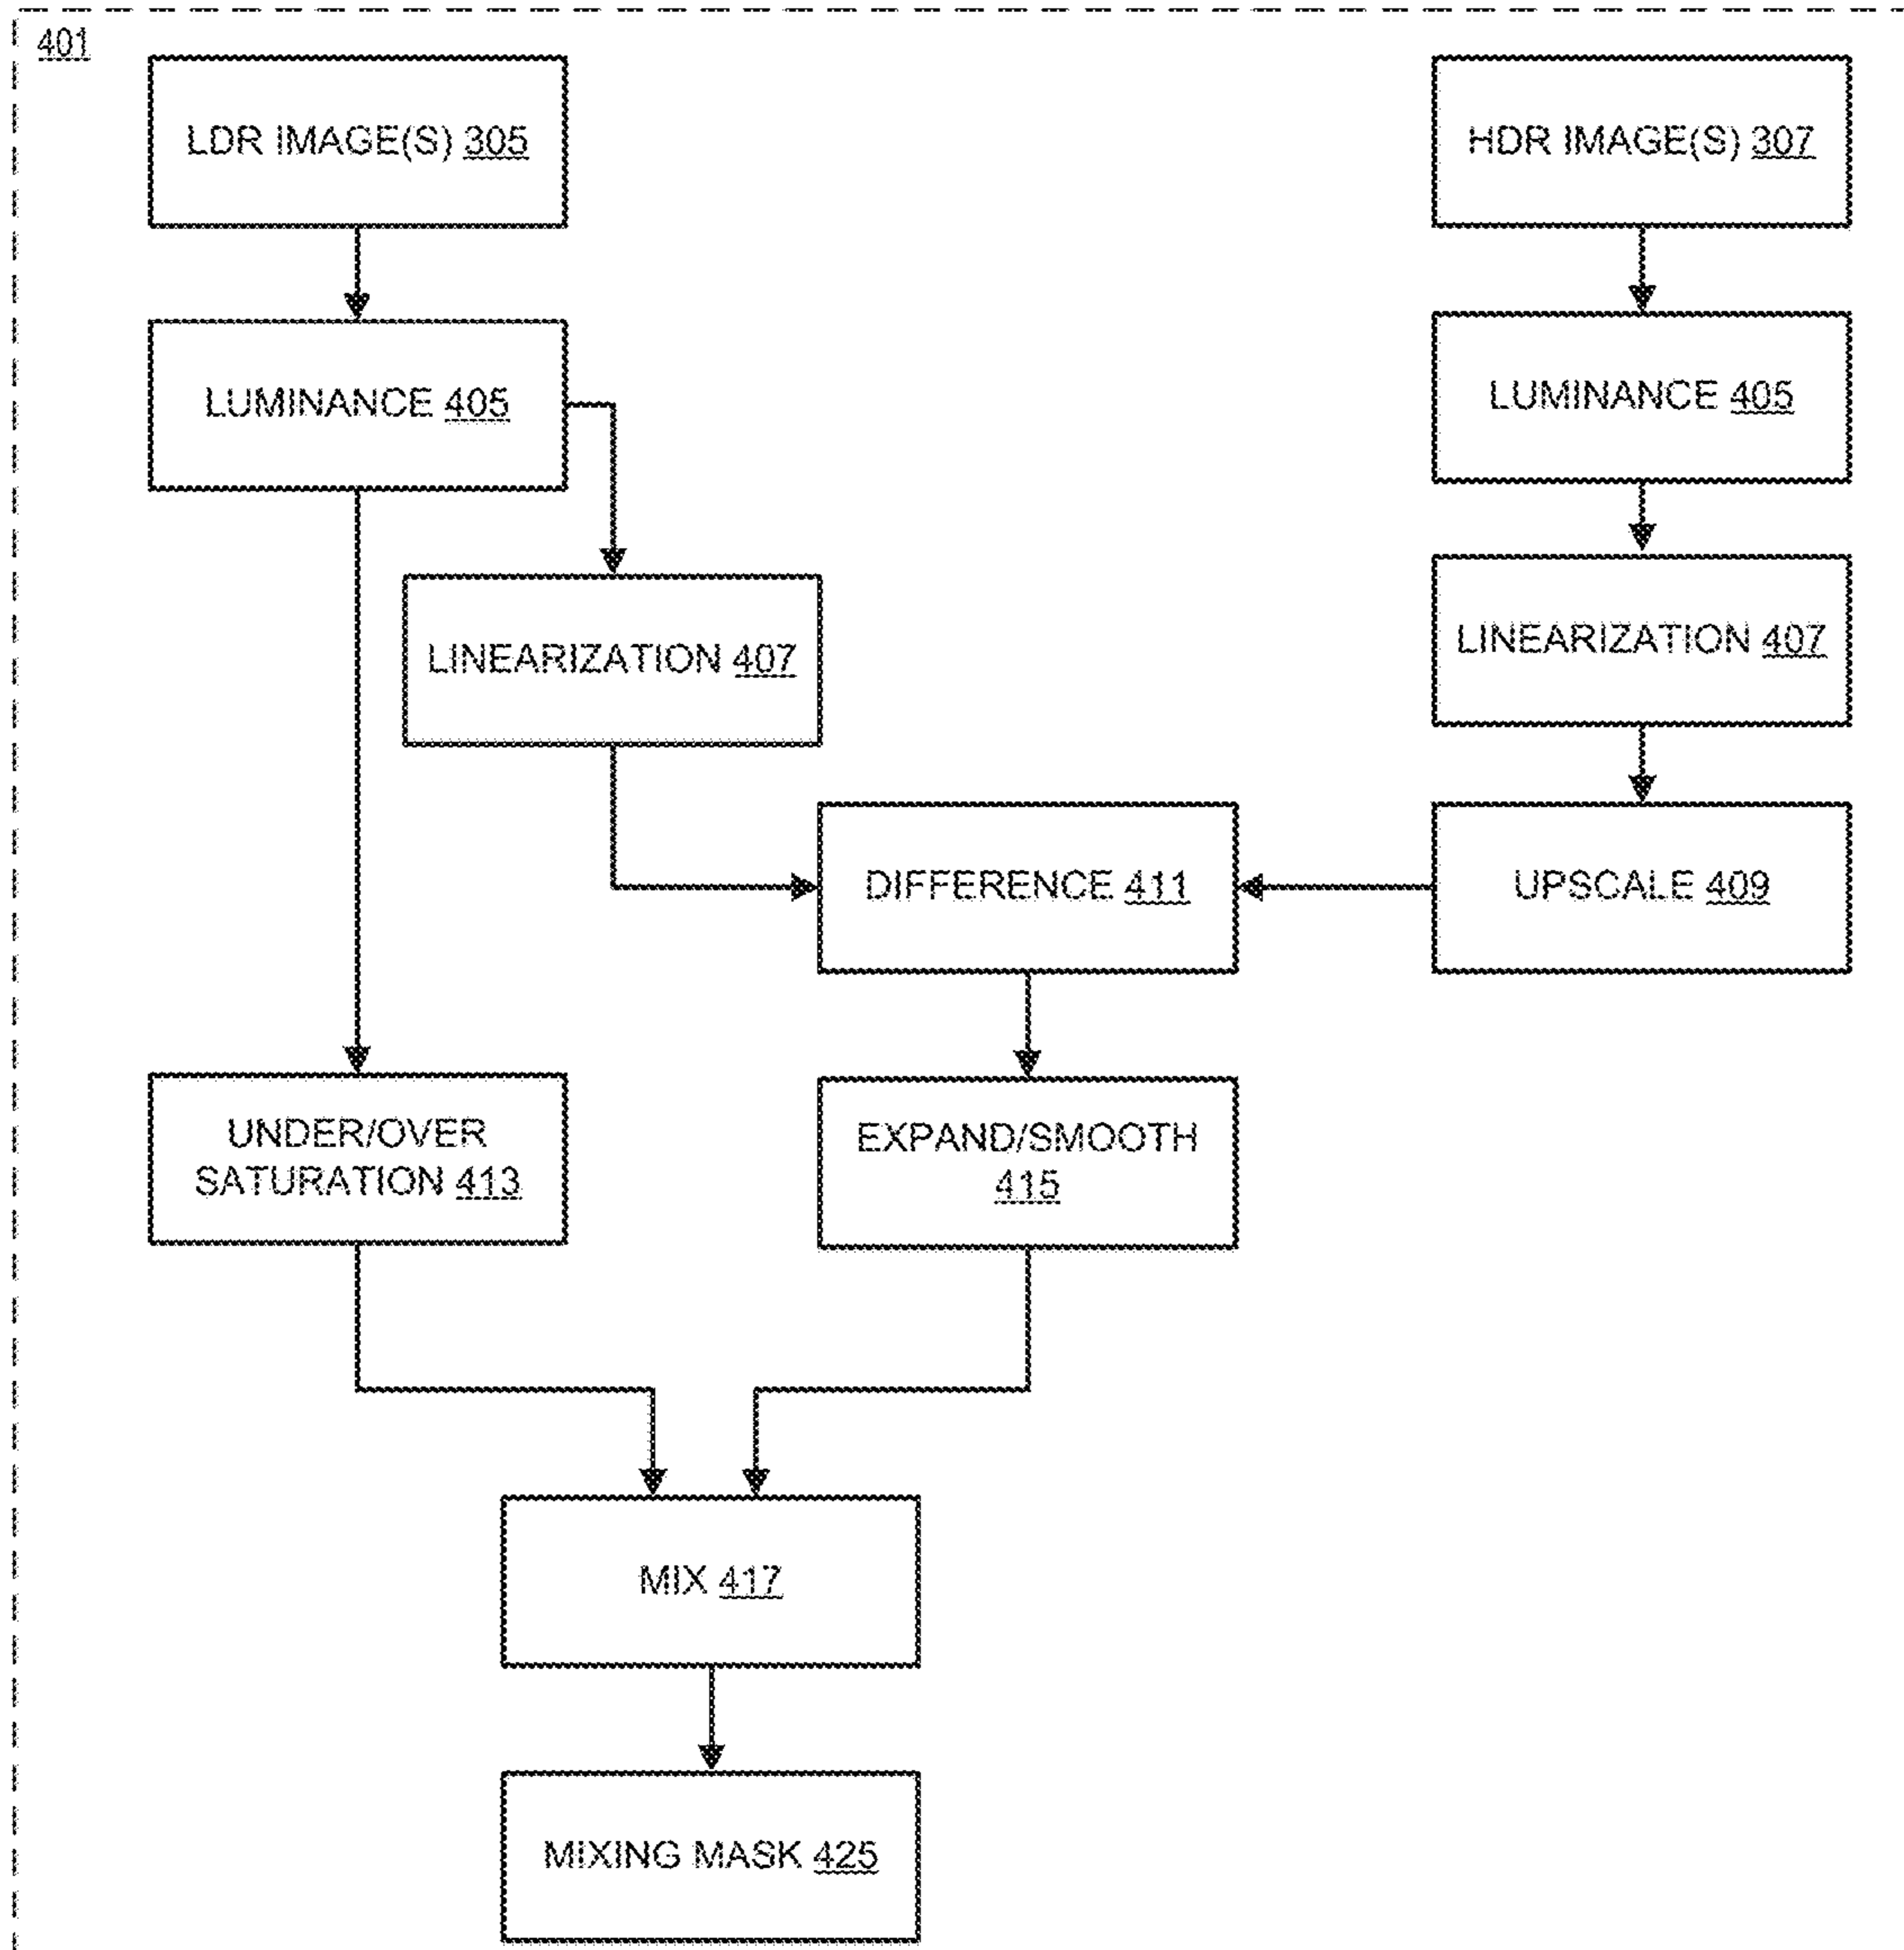 401
LDR IMAGE(S) 305
HDR IMAGE(S) 307
LUMINANCE 405
LUMINANCE 405
LINEARIZATION 407
LINEARIZATION 407
DIFFERENCE 411
UPSCALE 409
UNDER/OVER
SATURATION 413
EXPAND/SMOOTH
415
MIX 417
MIXING MASK 425